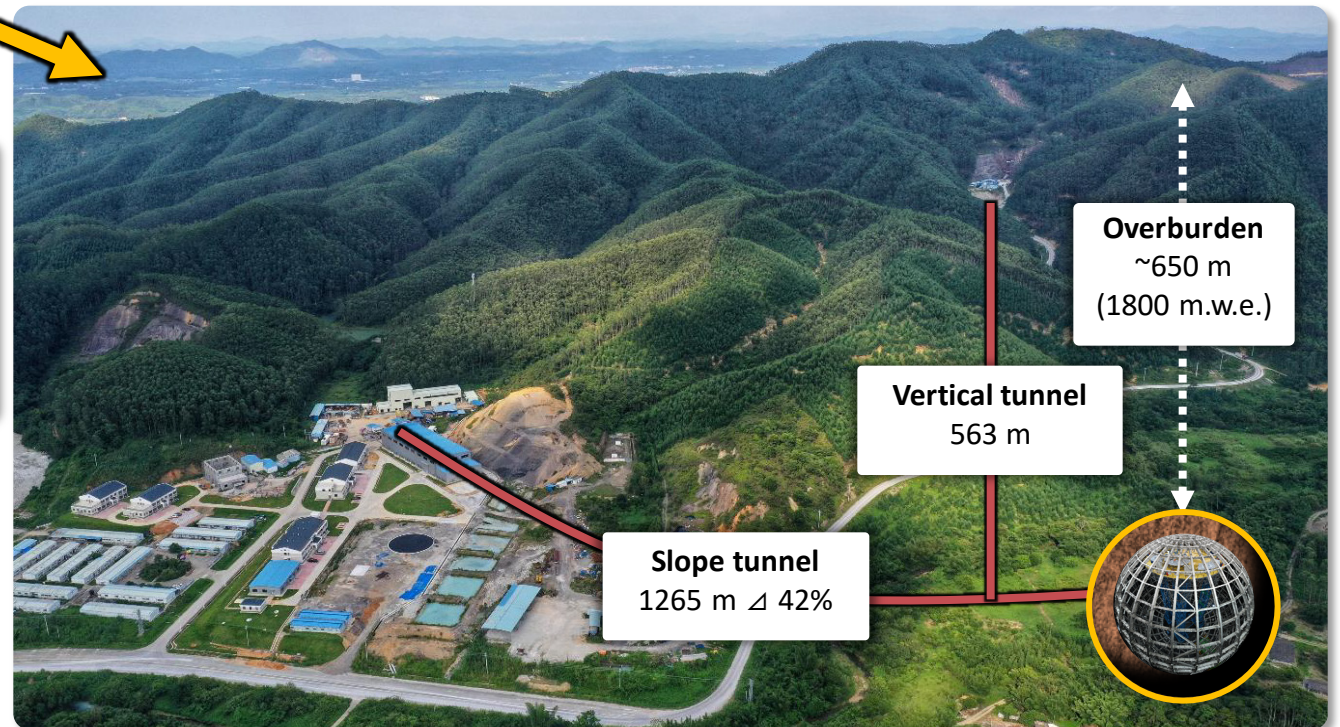 Overburden
~650 m
(1800 m.w.e.)
Vertical tunnel
563 m
Slope tunnel
1265 m ⊿ 42%